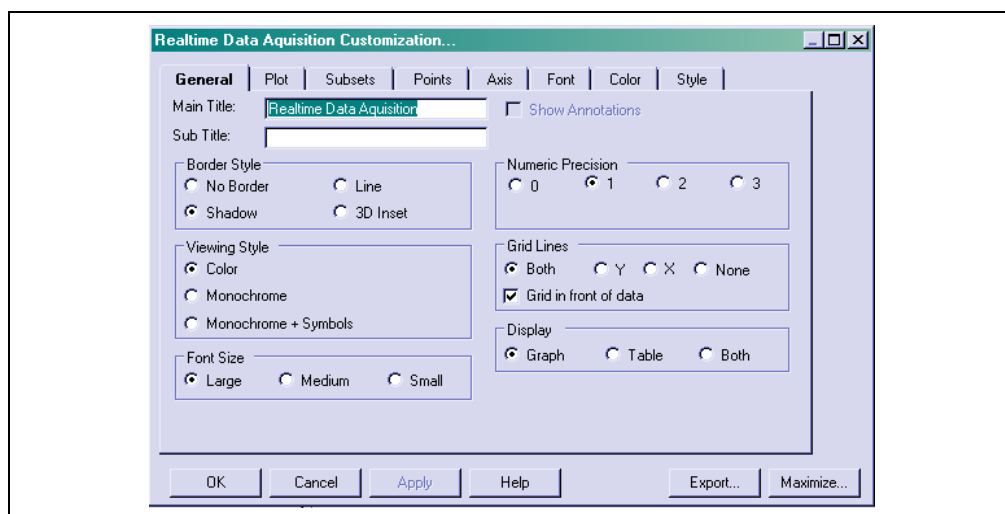 Realtime Data Aquisition Customization...
General Plot Subsets Points Axis Font Color Style
Main Title: Realtime Data Aquisition Show Annotations
Sub Title:
Border Style
No Border Line
Shadow 3D Inset
Numeric Precision
0 1 2 3
Viewing Style
Color
Monochrome
Monochrome + Symbols
Grid Lines
Both Y X None
Grid in front of data
Font Size
Large Medium Small
Display
Graph Table Both
OK Cancel Apply Help Export... Maximize...